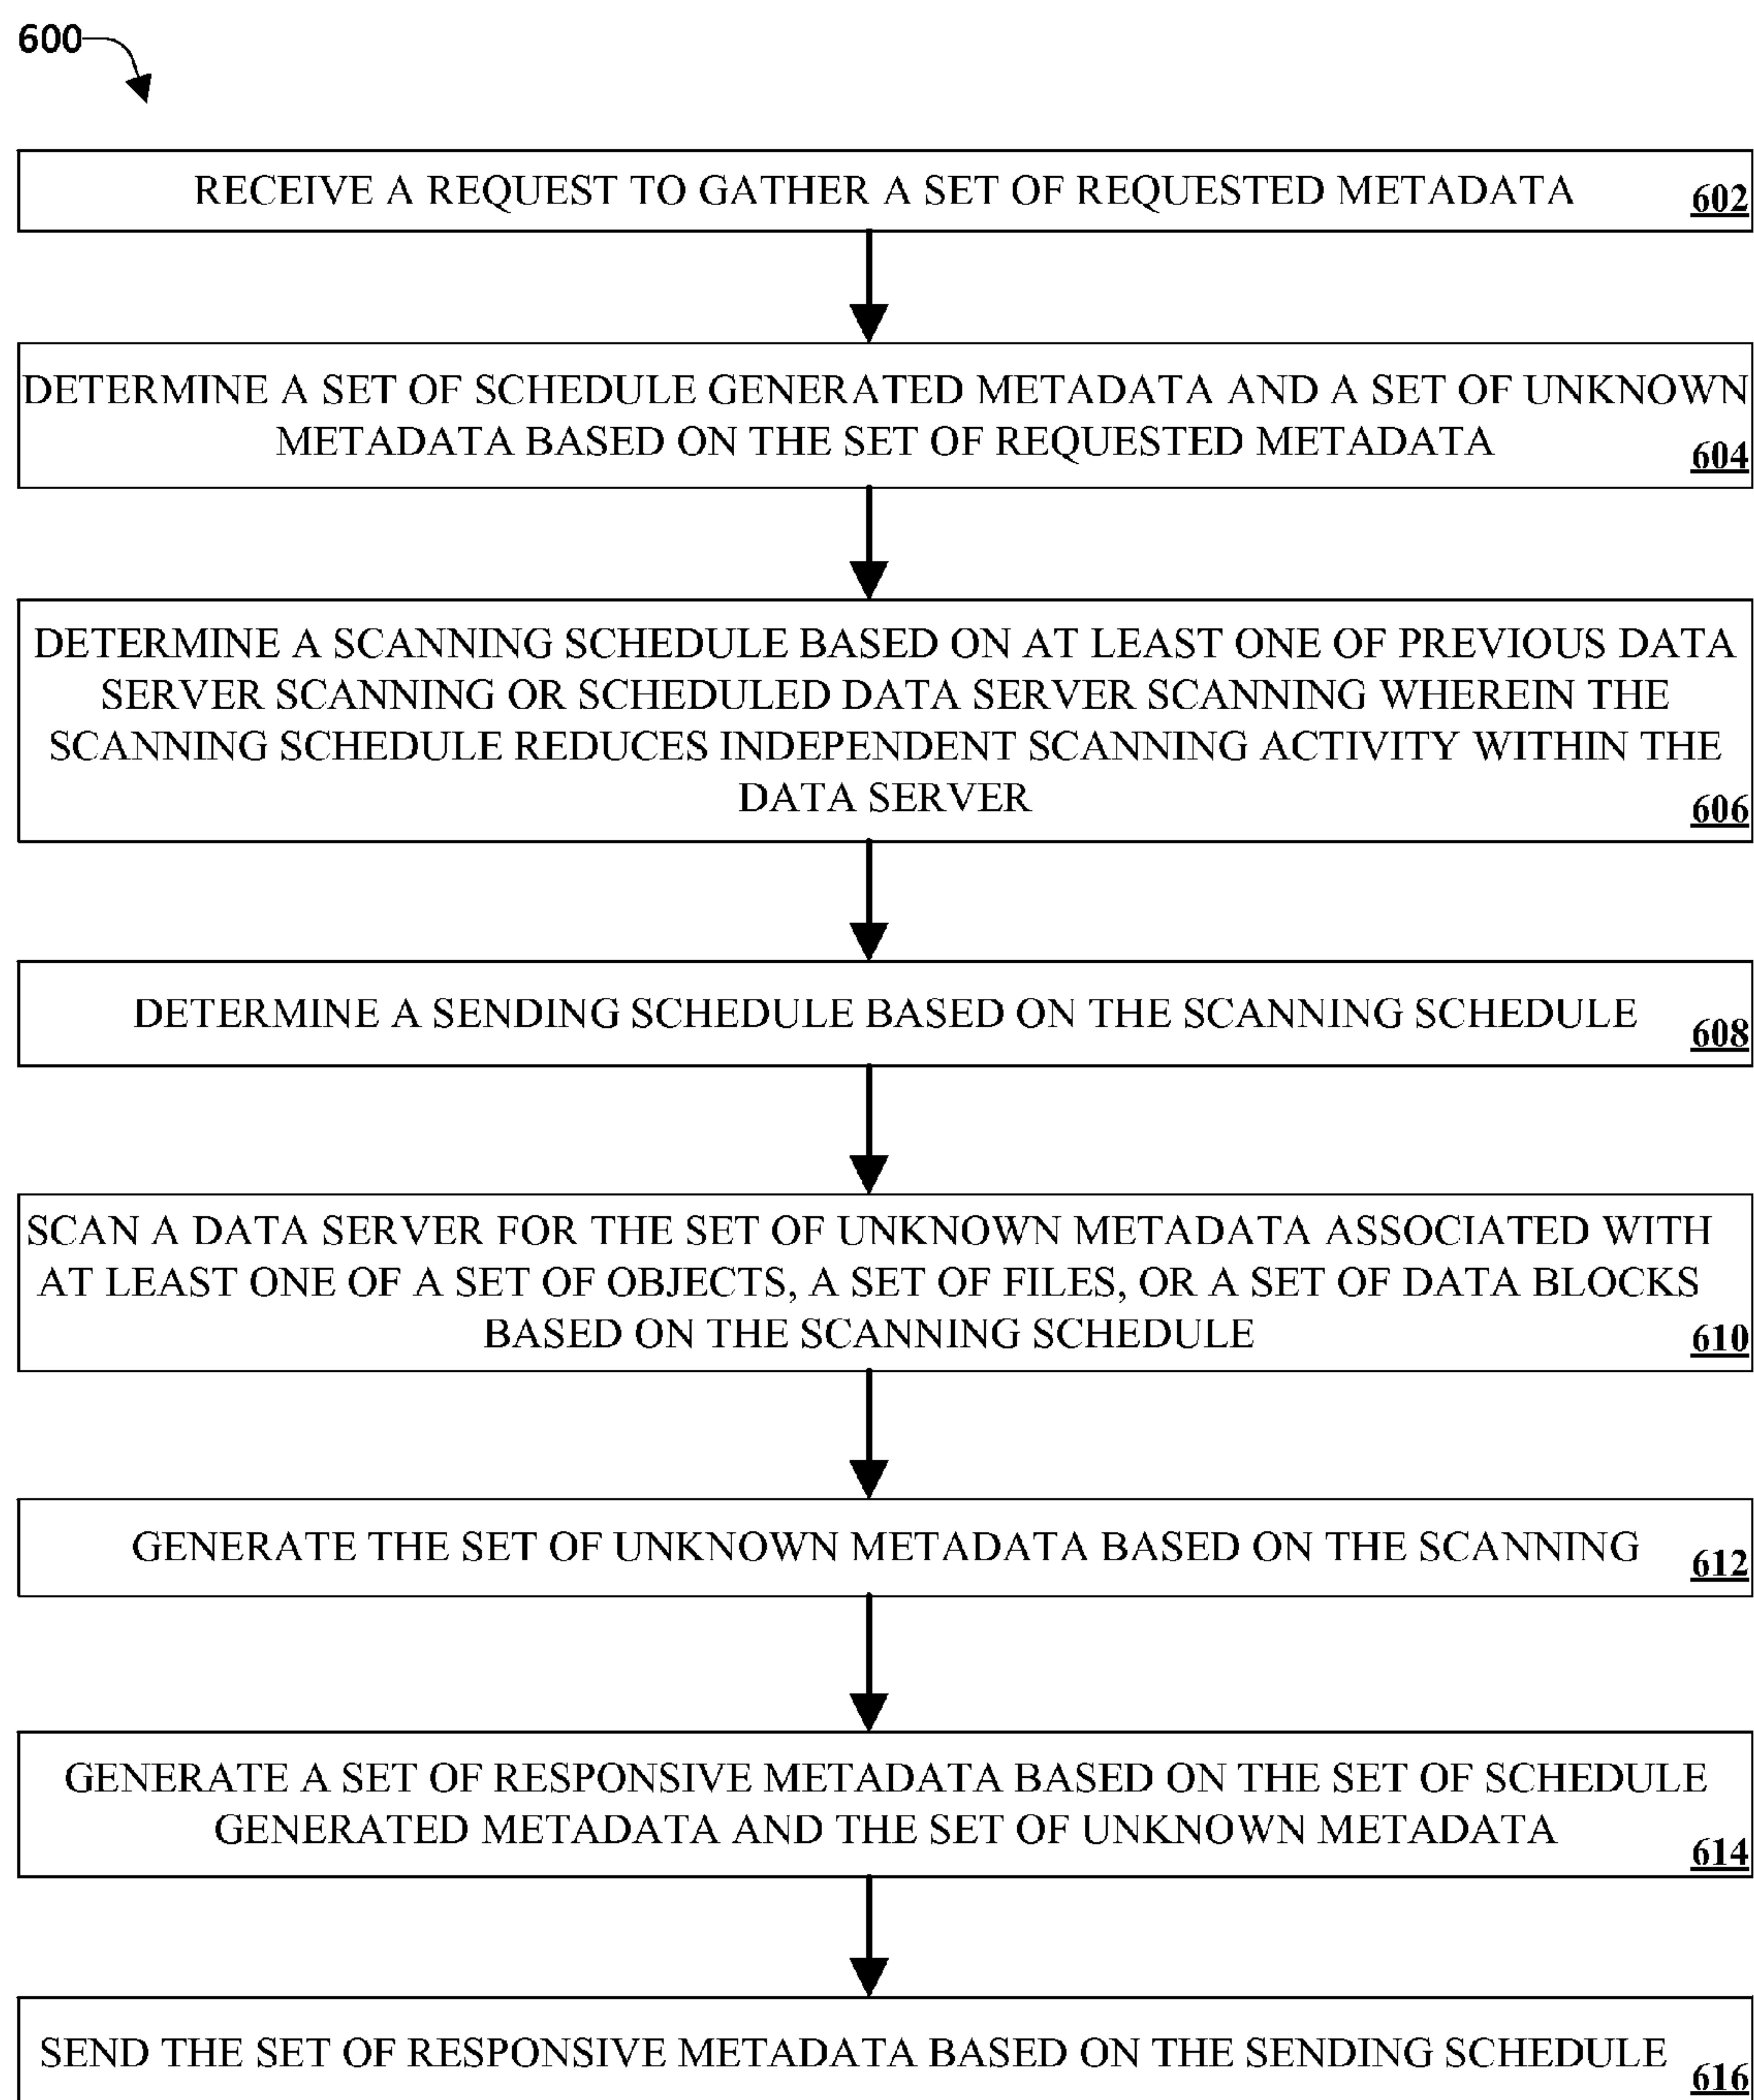 600
RECEIVE A REQUEST TO GATHER A SET OF REQUESTED METADATA
602
DETERMINE A SET OF SCHEDULE GENERATED METADATA AND A SET OF UNKNOWN
METADATA BASED ON THE SET OF REQUESTED METADATA
604
DETERMINE A SCANNING SCHEDULE BASED ON AT LEAST ONE OF PREVIOUS DATA
SERVER SCANNING OR SCHEDULED DATA SERVER SCANNING WHEREIN THE
SCANNING SCHEDULE REDUCES INDEPENDENT SCANNING ACTIVITY WITHIN THE
DATA SERVER
606
DETERMINE A SENDING SCHEDULE BASED ON THE SCANNING SCHEDULE
608
SCAN A DATA SERVER FOR THE SET OF UNKNOWN METADATA ASSOCIATED WITH
AT LEAST ONE OF A SET OF OBJECTS, A SET OF FILES, OR A SET OF DATA BLOCKS
BASED ON THE SCANNING SCHEDULE
610
GENERATE THE SET OF UNKNOWN METADATA BASED ON THE SCANNING
612
GENERATE A SET OF RESPONSIVE METADATA BASED ON THE SET OF SCHEDULE
GENERATED METADATA AND THE SET OF UNKNOWN METADATA
614
SEND THE SET OF RESPONSIVE METADATA BASED ON THE SENDING SCHEDULE
616